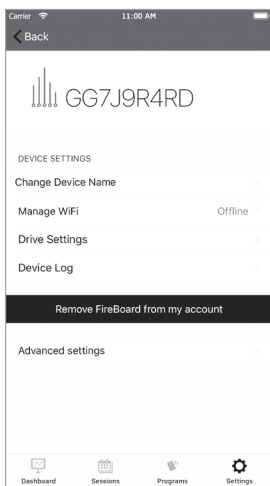 Carrier 11:00 AM
Back
GG7J9R4RD
DEVICE SETTINGS
Change Device Name
Manage WiFi Offline
Drive Settings
Device Log
Remove FireBoard from my account
Advanced settings
Dashboard Sessions Programs Settings